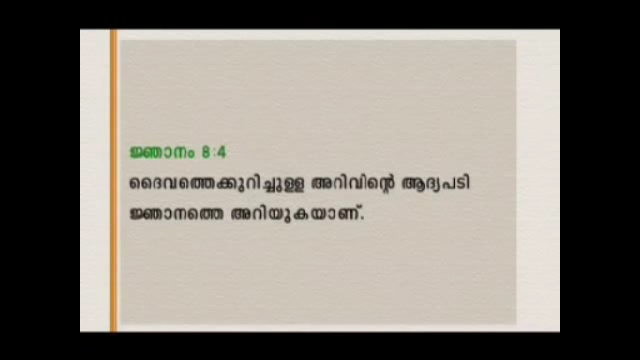 ജ്ഞാനം 8:4
ദൈവത്തെക്കുറിച്ചുള്ള അറിവിന്റെ ആദ്യപടി
ജ്ഞാനത്തെ അറിയുകയാണ്.